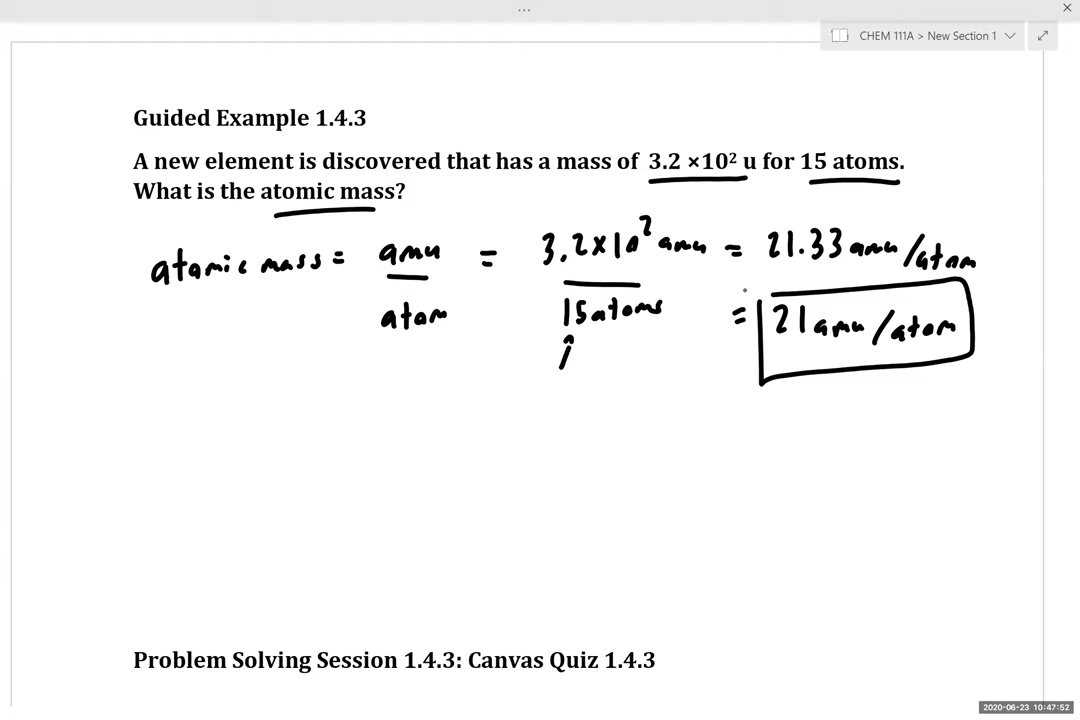 CHEM 111A > New Section 1
Guided Example 1.4.3
A new element is discovered that has a mass of 3.2 ×10² u for 15 atoms.
What is the atomic mass?
atomic mass = amu / atom = 3.2 x 10² amu / 15 atoms = 21.33 amu/atom
= 21 amu/atom
Problem Solving Session 1.4.3: Canvas Quiz 1.4.3
2020-06-23 10:47:52